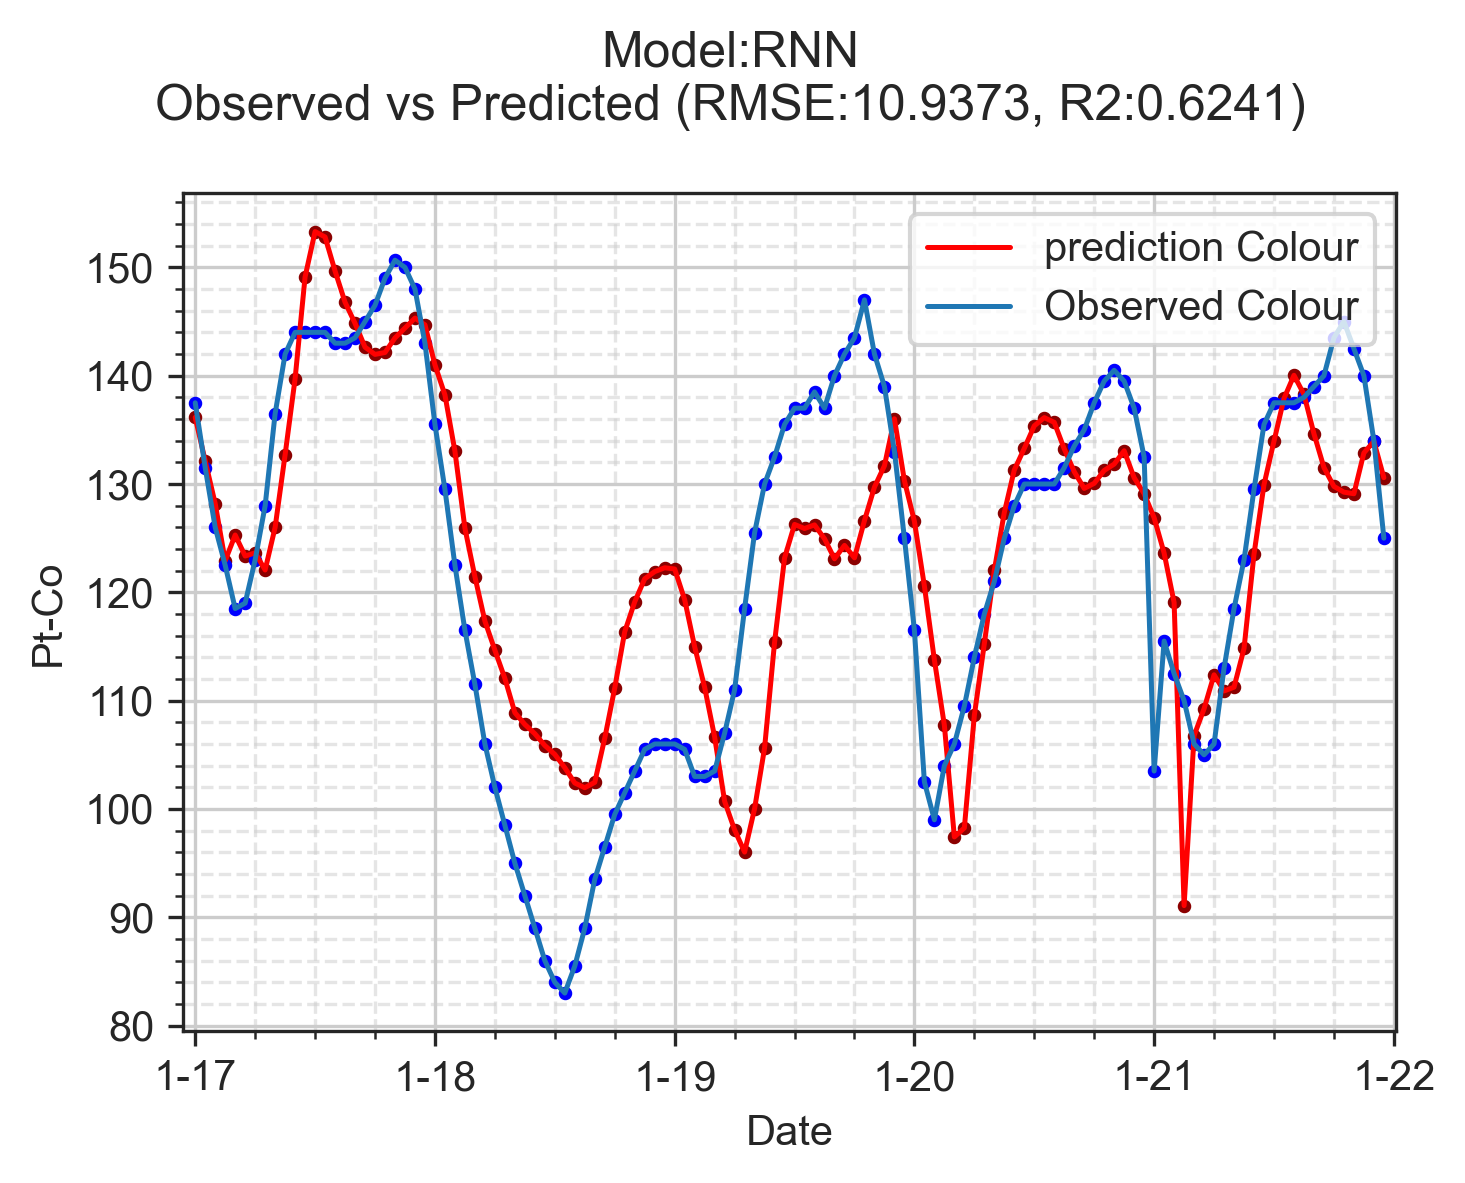 Model:RNN
Observed vs Predicted (RMSE:10.9373, R2:0.6241)
prediction Colour
Observed Colour
Pt-Co
150
140
130
120
110
100
90
80
1-17 1-18 1-19 1-20 1-21 1-22
Date